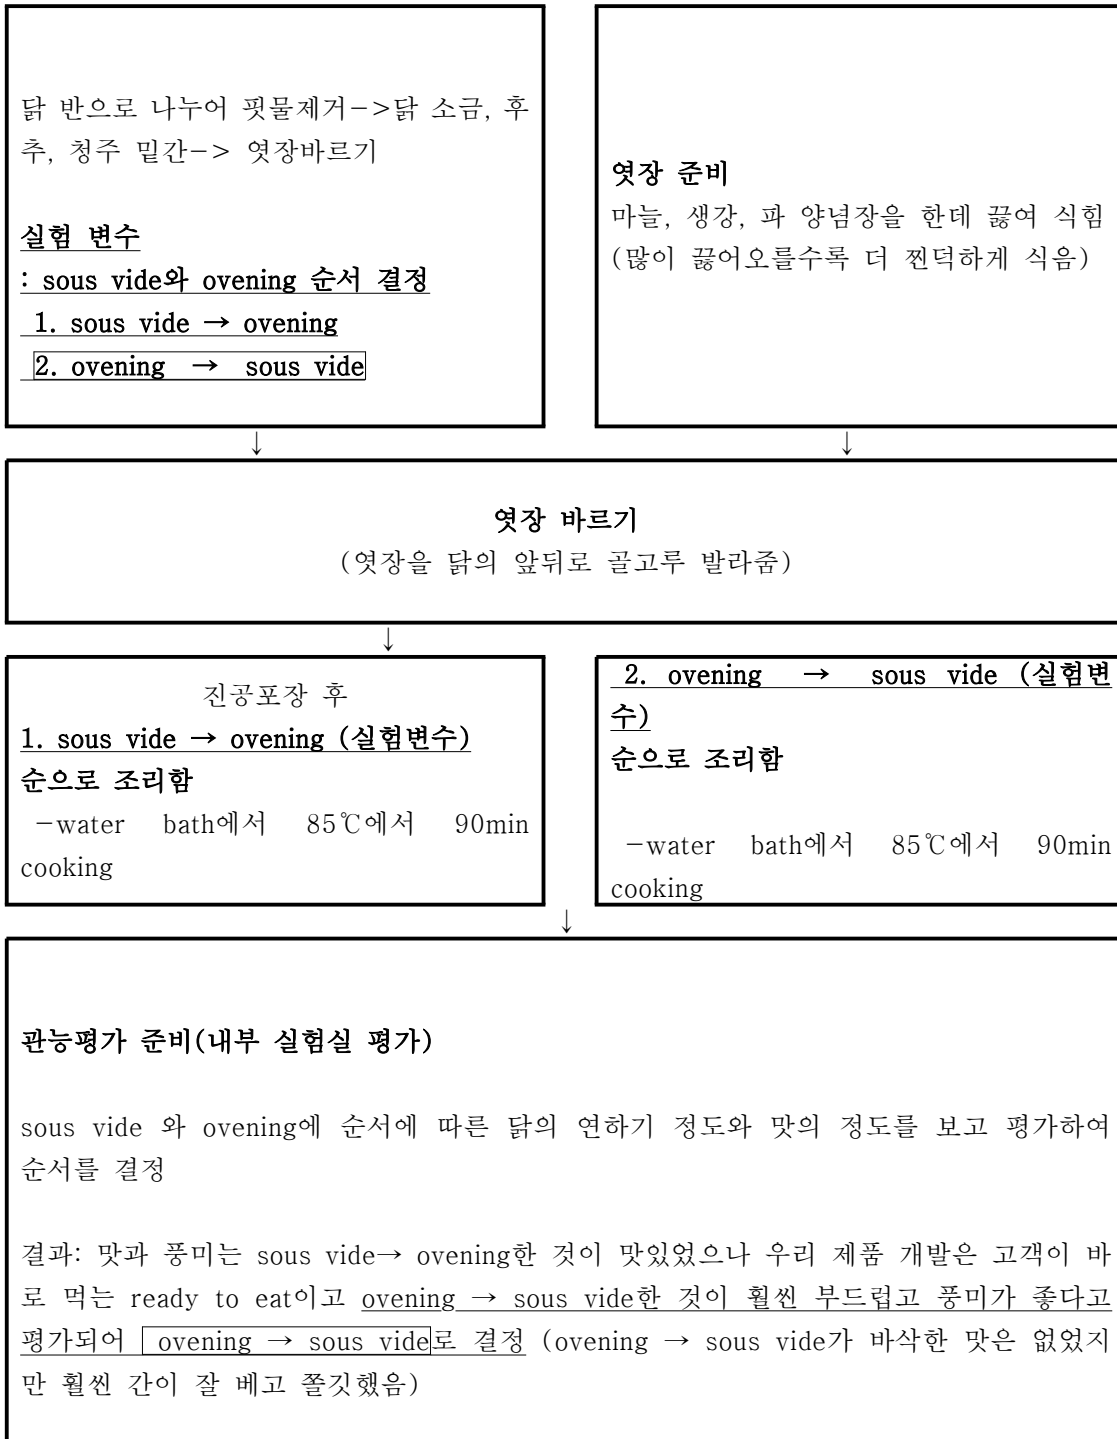 닭 반으로 나누어 핏물제거->닭 소금, 후
추, 청주 밑간-> 엿장바르기
실험 변수
: sous vide와 ovening 순서 결정
1. sous vide → ovening
2. ovening → sous vide
엿장 준비
마늘, 생강, 파 양념장을 한데 끓여 식힘
(많이 끓어오를수록 더 찐덕하게 식음)
↓
↓
엿장 바르기
(엿장을 닭의 앞뒤로 골고루 발라줌)
↓
진공포장 후
1. sous vide → ovening (실험변수)
순으로 조리함
-water bath에서 85℃에서 90min
cooking
2. ovening → sous vide (실험변
수)
순으로 조리함
-water bath에서 85℃에서 90min
cooking
↓
관능평가 준비(내부 실험실 평가)
sous vide 와 ovening에 순서에 따른 닭의 연하기 정도와 맛의 정도를 보고 평가하여
순서를 결정
결과: 맛과 풍미는 sous vide→ ovening한 것이 맛있었으나 우리 제품 개발은 고객이 바
로 먹는 ready to eat이고 ovening → sous vide한 것이 훨씬 부드럽고 풍미가 좋다고
평가되어 ovening → sous vide로 결정 (ovening → sous vide가 바삭한 맛은 없었지
만 훨씬 간이 잘 베고 쫄깃했음)